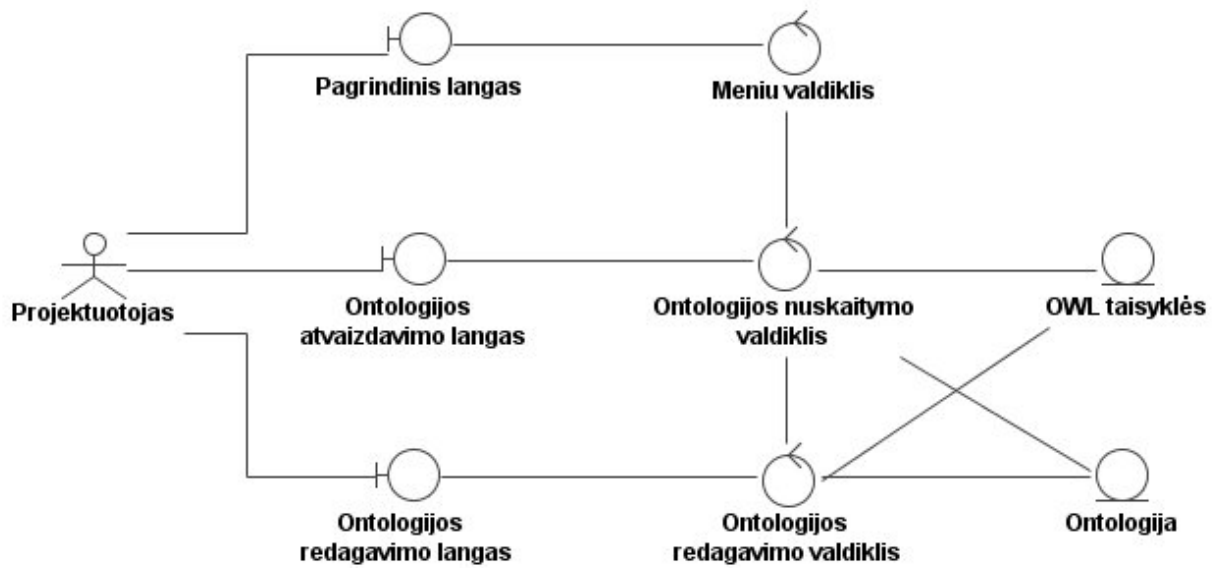 Pagrindinis langas
Meniu valdiklis
Projektuotojas
Ontologijos
atvaizdavimo langas
Ontologijos nuskaitymo
valdiklis
OWL taisyklės
Ontologijos
redagavimo langas
Ontologijos
redagavimo valdiklis
Ontologija